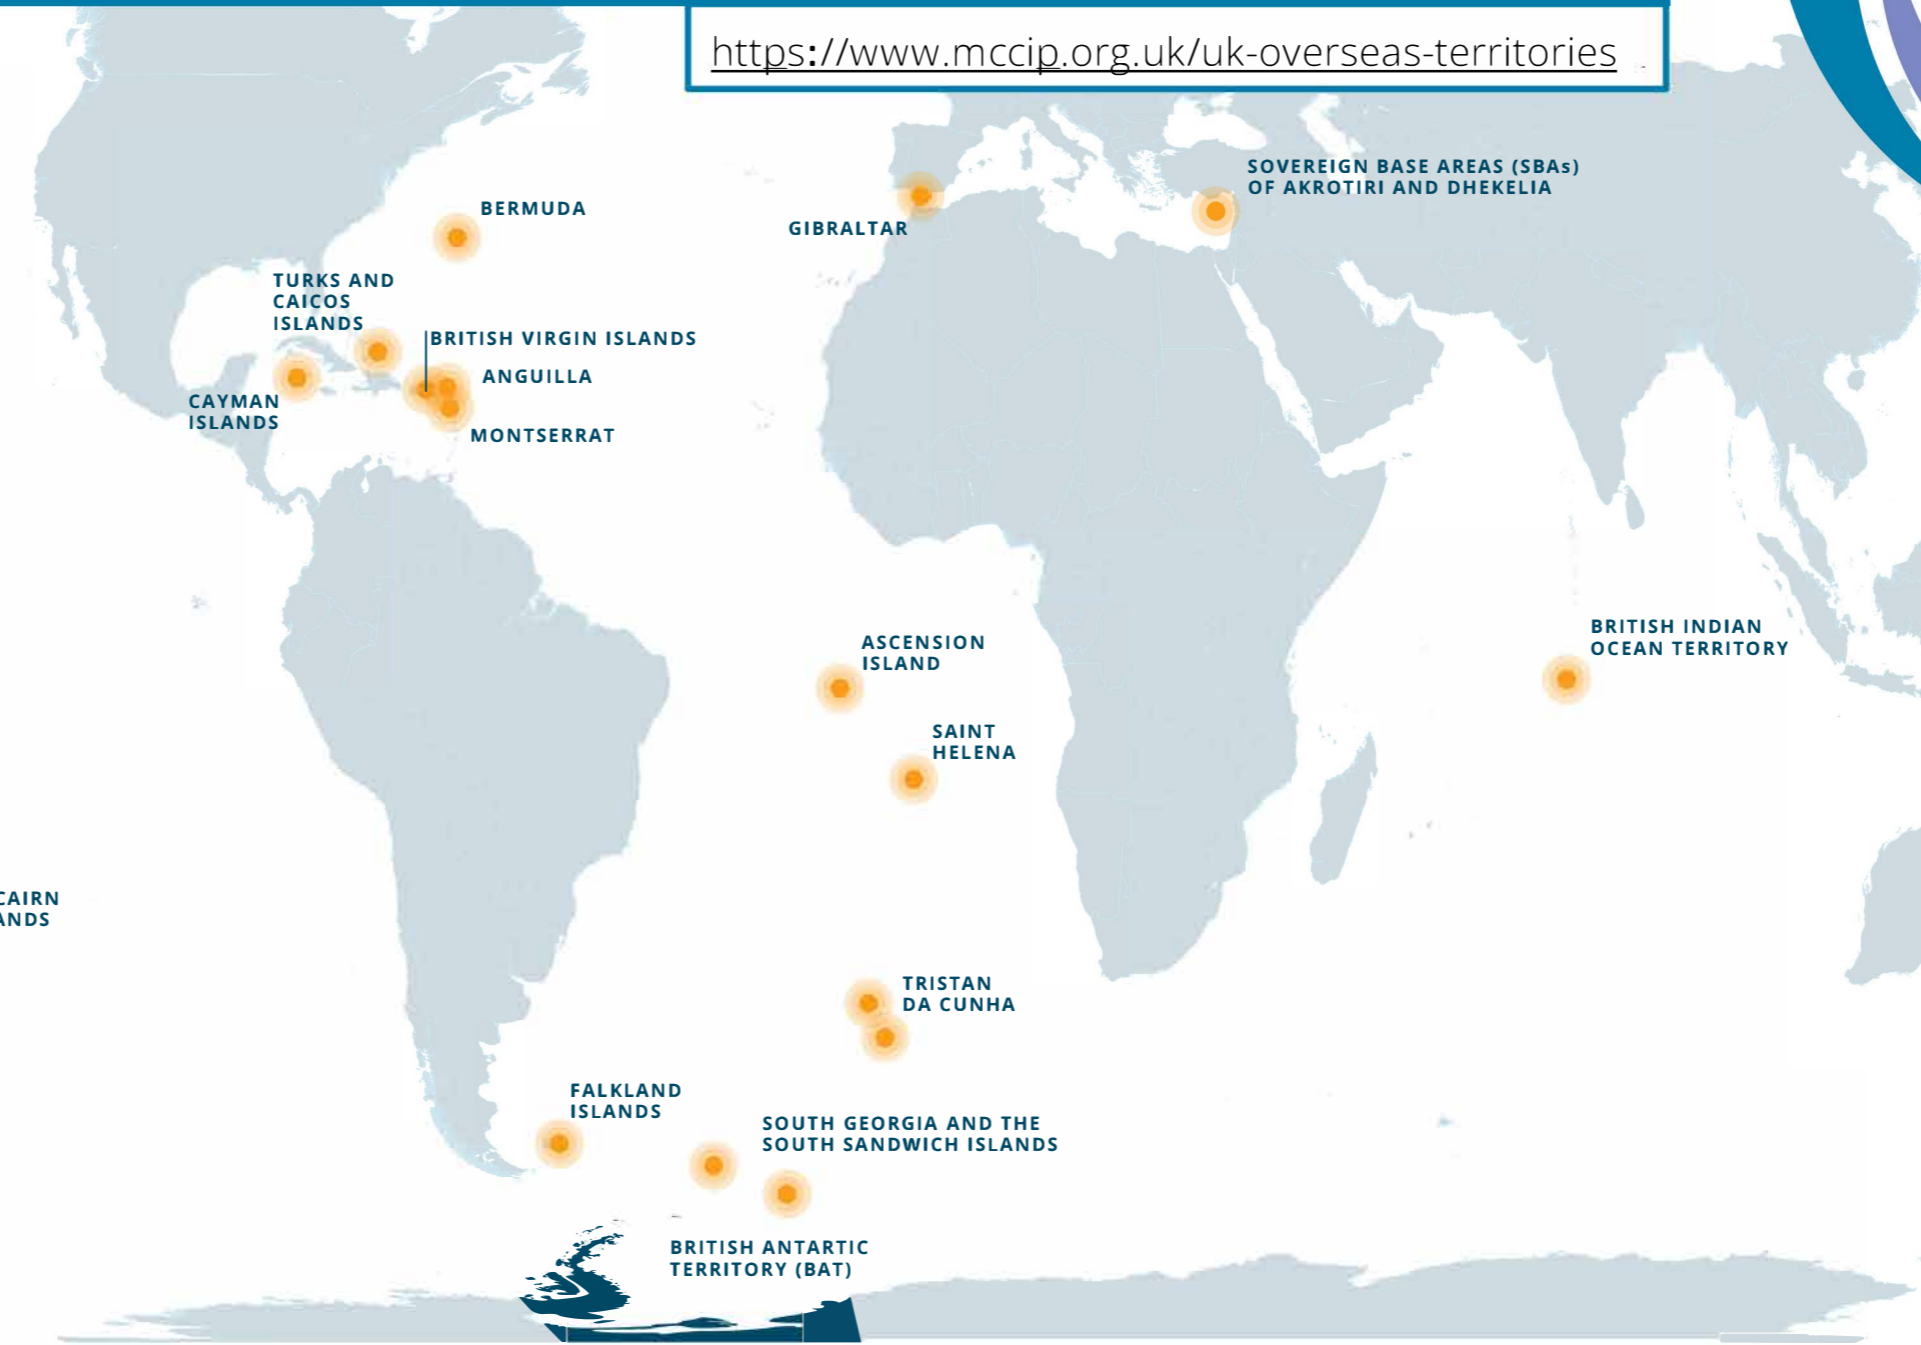 https://www.mccip.org.uk/uk-overseas-territories
SOVEREIGN BASE AREAS (SBAs)
OF AKROTIRI AND DHEKELIA
BERMUDA
GIBRALTAR
TURKS AND
CAICOS
ISLANDS
BRITISH VIRGIN ISLANDS
ANGUILLA
CAYMAN
ISLANDS
MONTSERRAT
BRITISH INDIAN
OCEAN TERRITORY
ASCENSION
ISLAND
SAINT
HELENA
CAIRN
ANDS
TRISTAN
DA CUNHA
FALKLAND
ISLANDS
SOUTH GEORGIA AND THE
SOUTH SANDWICH ISLANDS
BRITISH ANTARTIC
TERRITORY (BAT)